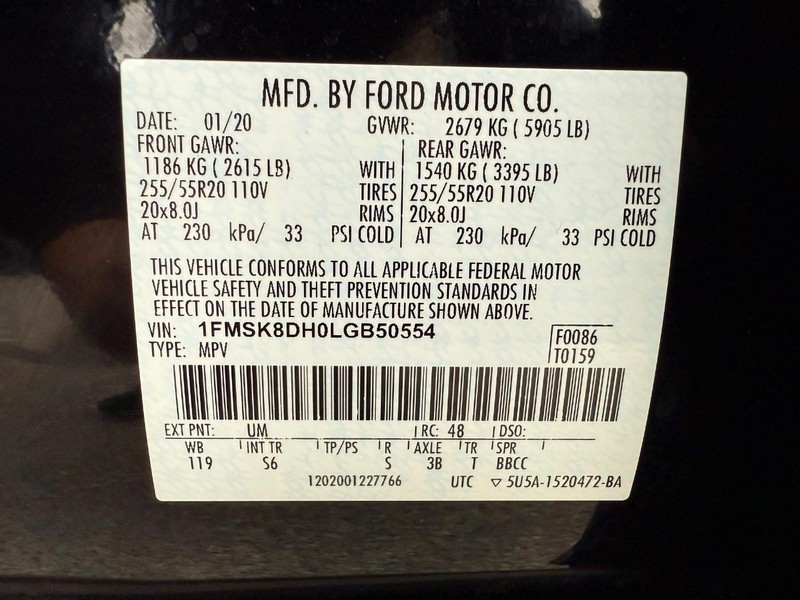 MFD. BY FORD MOTOR CO.
DATE: 01/20 GVWR: 2679 KG ( 5905 LB)
FRONT GAWR: REAR GAWR:
1186 KG ( 2615 LB) WITH 1540 KG ( 3395 LB) WITH
255/55R20 110V TIRES 255/55R20 110V TIRES
20x8.0J RIMS 20x8.0J RIMS
AT 230 kPa/ 33 PSI COLD AT 230 kPa/ 33 PSI COLD
THIS VEHICLE CONFORMS TO ALL APPLICABLE FEDERAL MOTOR
VEHICLE SAFETY AND THEFT PREVENTION STANDARDS IN
EFFECT ON THE DATE OF MANUFACTURE SHOWN ABOVE.
VIN: 1FMSK8DH0LGB50554 F0086
TYPE: MPV T0159
EXT PNT: UM RC: 48 DSO:
WB INT TR TP/PS R AXLE TR SPR
119 S6 S 3B T BBCC
1202001227766 UTC ▽ 5U5A-1520472-BA